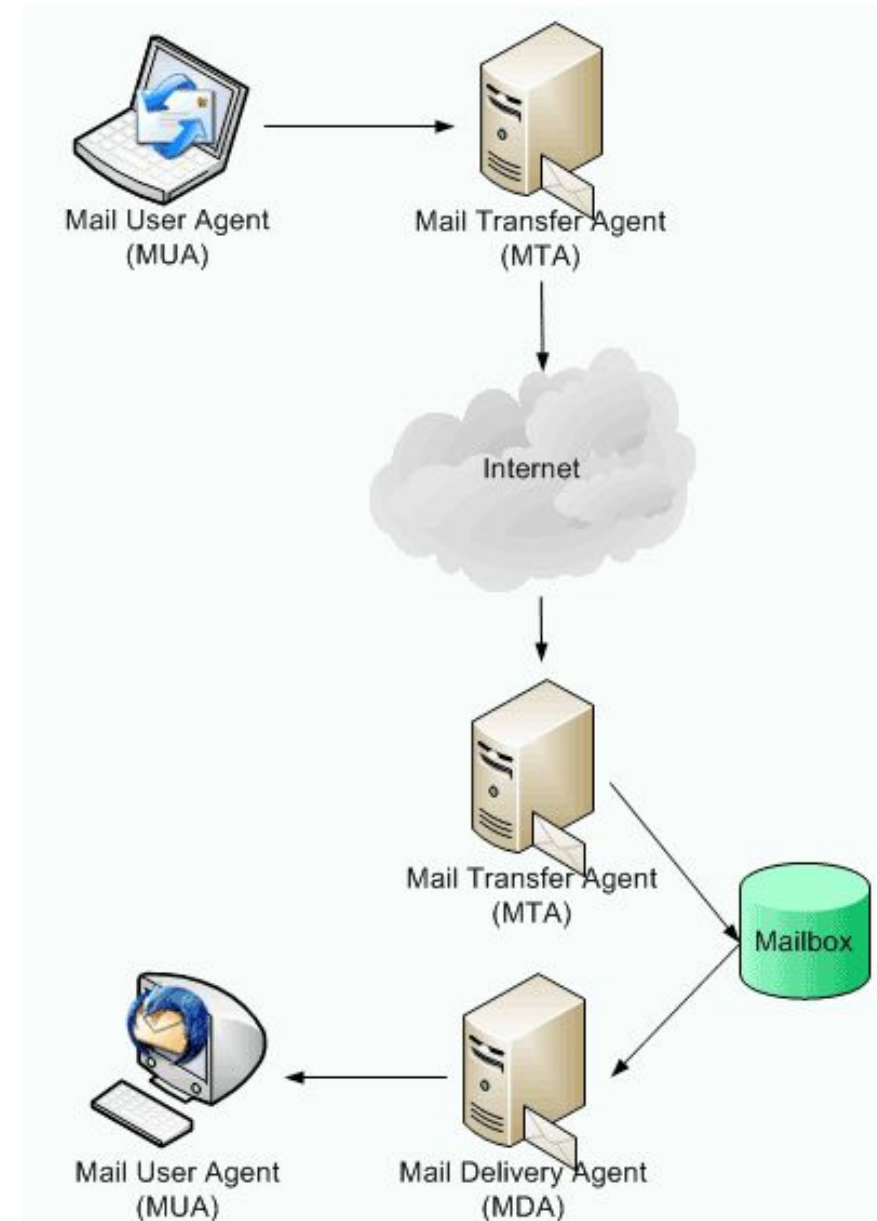 Mail User Agent
(MUA)
Mail Transfer Agent
(MTA)
Internet
Mail Transfer Agent
(MTA)
Mailbox
Mail User Agent
(MUA)
Mail Delivery Agent
(MDA)